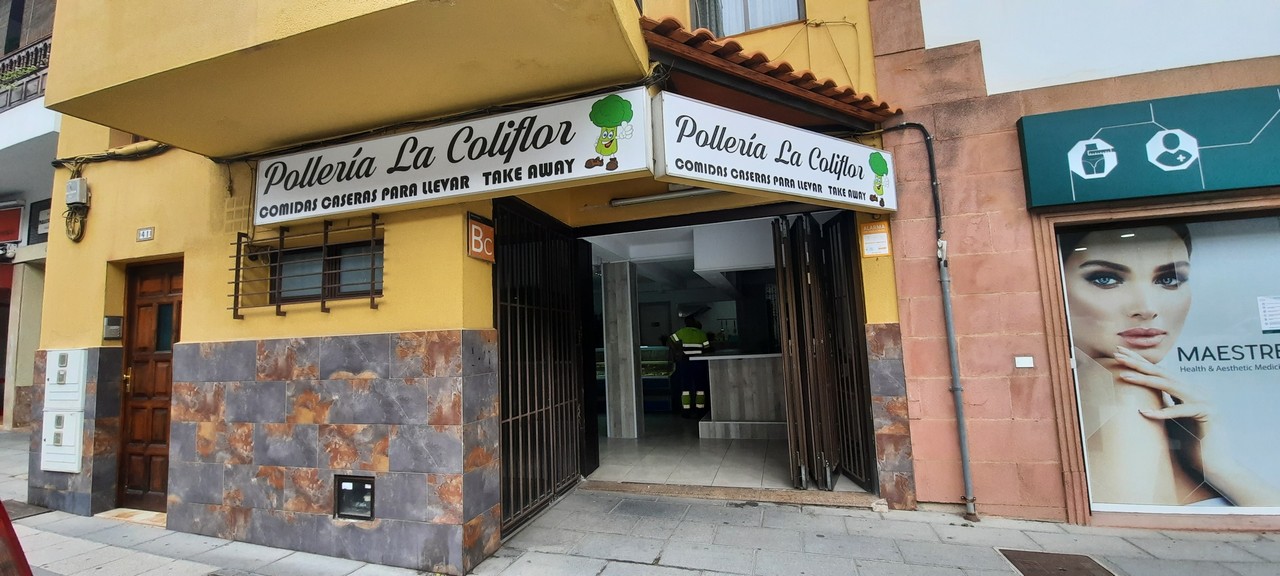 Pollería La Coliflor
COMIDAS CASERAS PARA LLEVAR TAKE AWAY
Pollería La Coliflor
COMIDAS CASERAS PARA LLEVAR TAKE AWAY
Bc
MAESTRE
Health & Aesthetic Medic